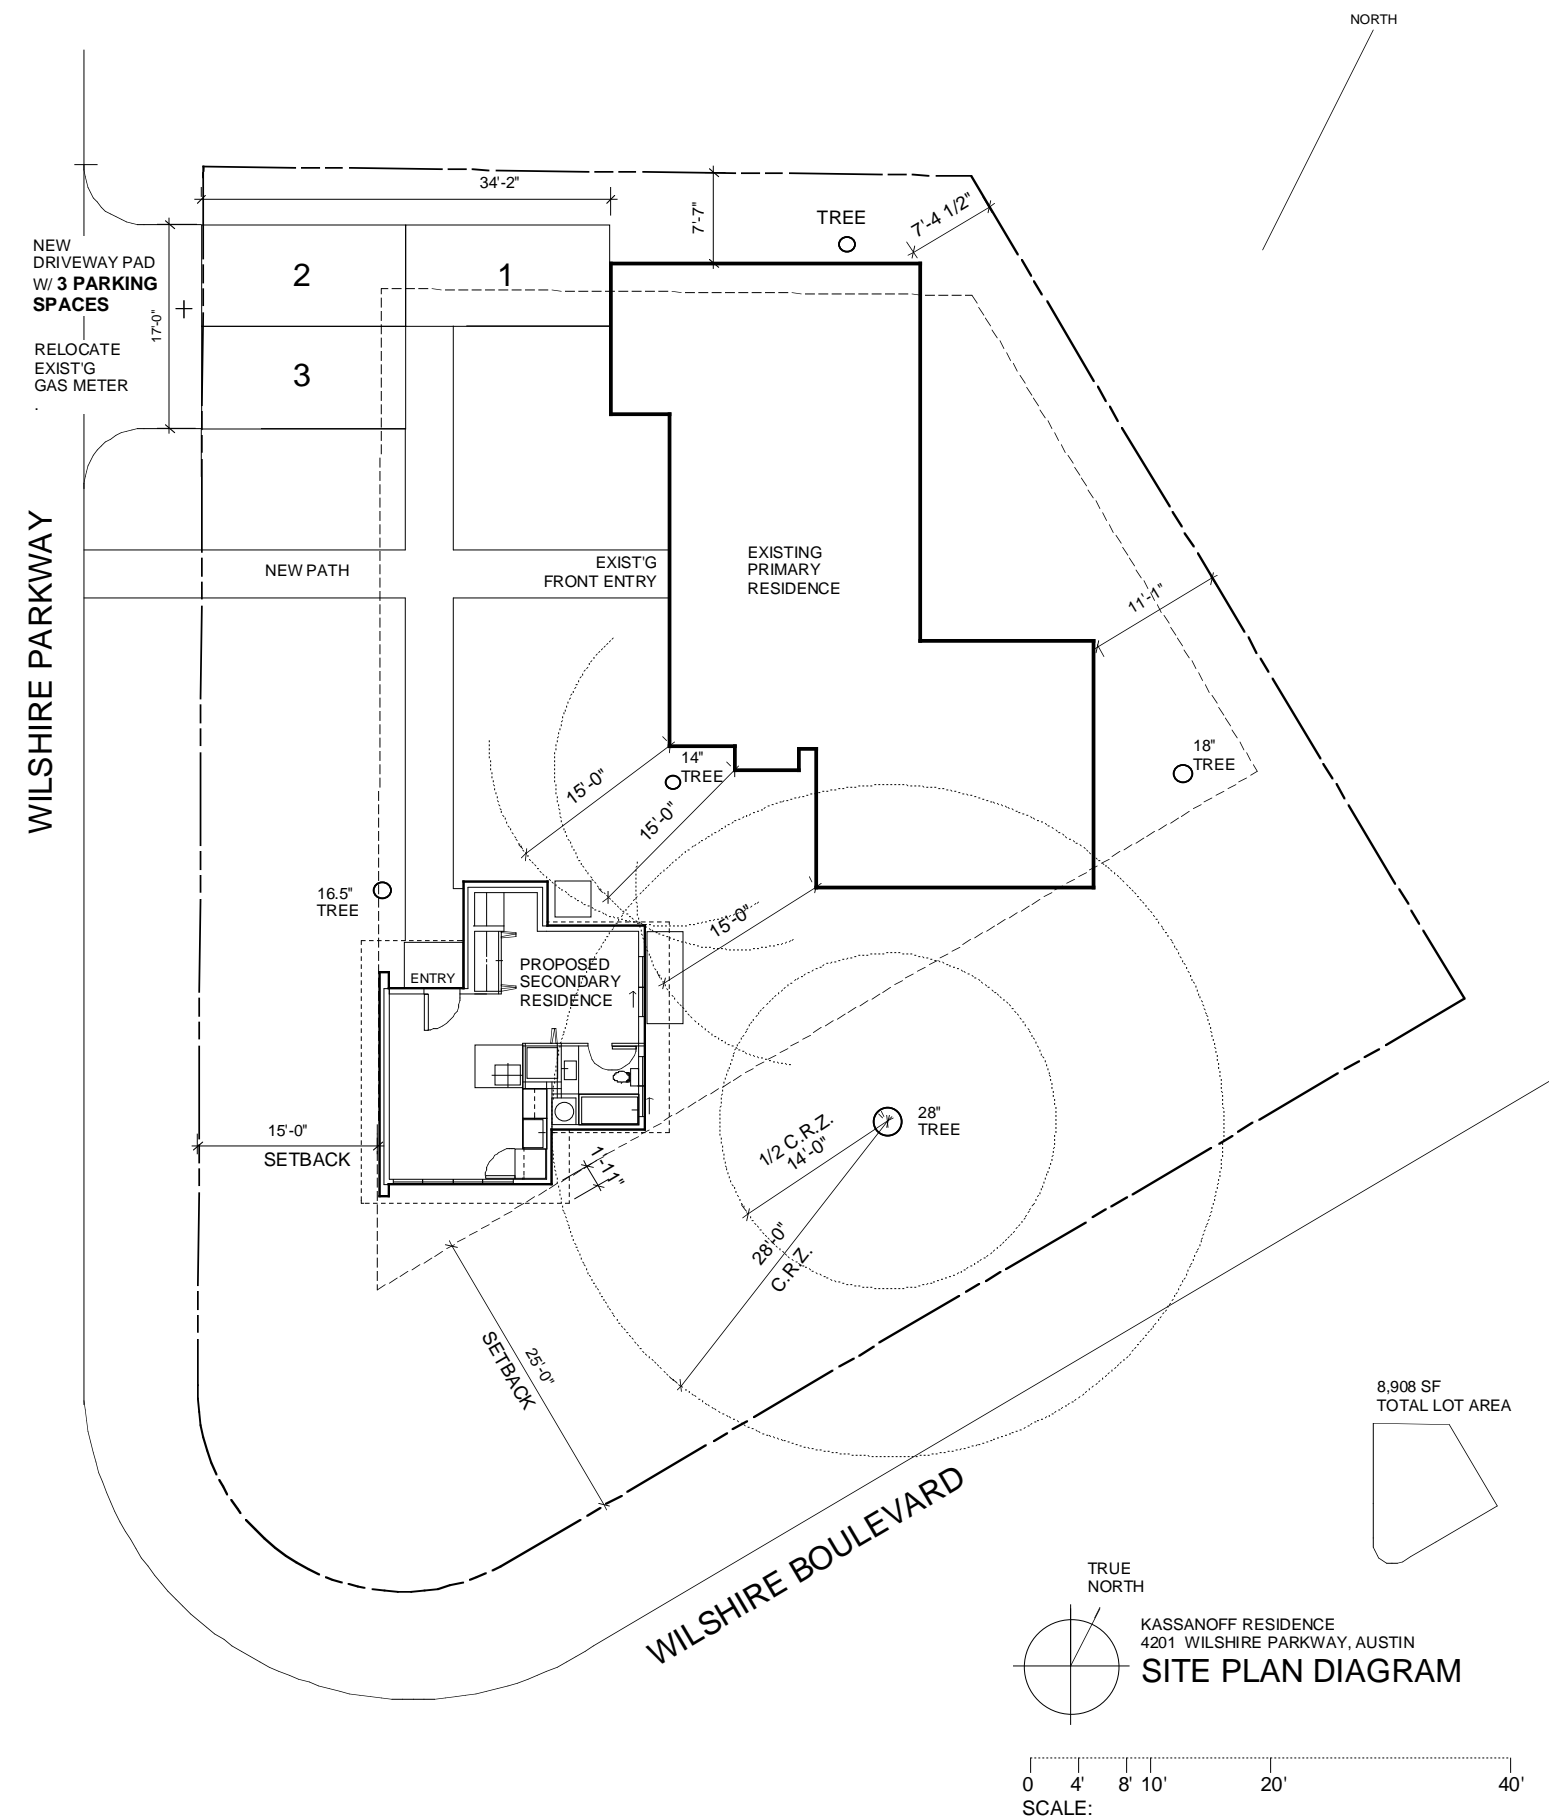 NORTH
34'-2"
7'-7"
TREE
7'-4 1/2"
NEW
DRIVEWAY PAD
W/ 3 PARKING
SPACES
RELOCATE
EXIST'G
GAS METER
.
17'-0"
2
1
3
WILSHIRE PARKWAY
NEW PATH
EXIST'G
FRONT ENTRY
EXISTING
PRIMARY
RESIDENCE
11'-1"
14"
TREE
18"
TREE
15'-0"
15'-0"
15'-0"
16.5"
TREE
ENTRY
PROPOSED
SECONDARY
RESIDENCE
15'-0"
SETBACK
1'-11"
1/2 C.R.Z.
14'-0"
28"
TREE
28'-0"
C.R.Z.
25'-0"
SETBACK
WILSHIRE BOULEVARD
8,908 SF
TOTAL LOT AREA
TRUE
NORTH
KASSANOFF RESIDENCE
4201 WILSHIRE PARKWAY, AUSTIN
SITE PLAN DIAGRAM
0 4' 8' 10' 20' 40'
SCALE: